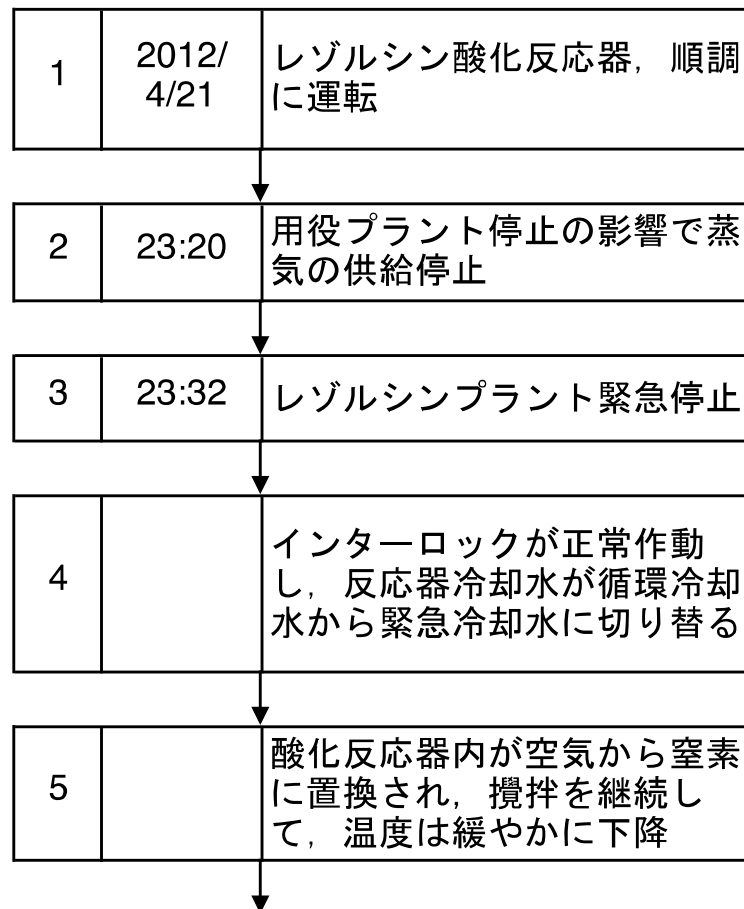 1
2012/
4/21
レゾルシン酸化反応器，順調
に運転
2
23:20
用役プラント停止の影響で蒸
気の供給停止
3
23:32
レゾルシンプラント緊急停止
4
インターロックが正常作動
し，反応器冷却水が循環冷却
水から緊急冷却水に切り替る
5
酸化反応器内が空気から窒素
に置換され，攪拌を継続し
て，温度は緩やかに下降